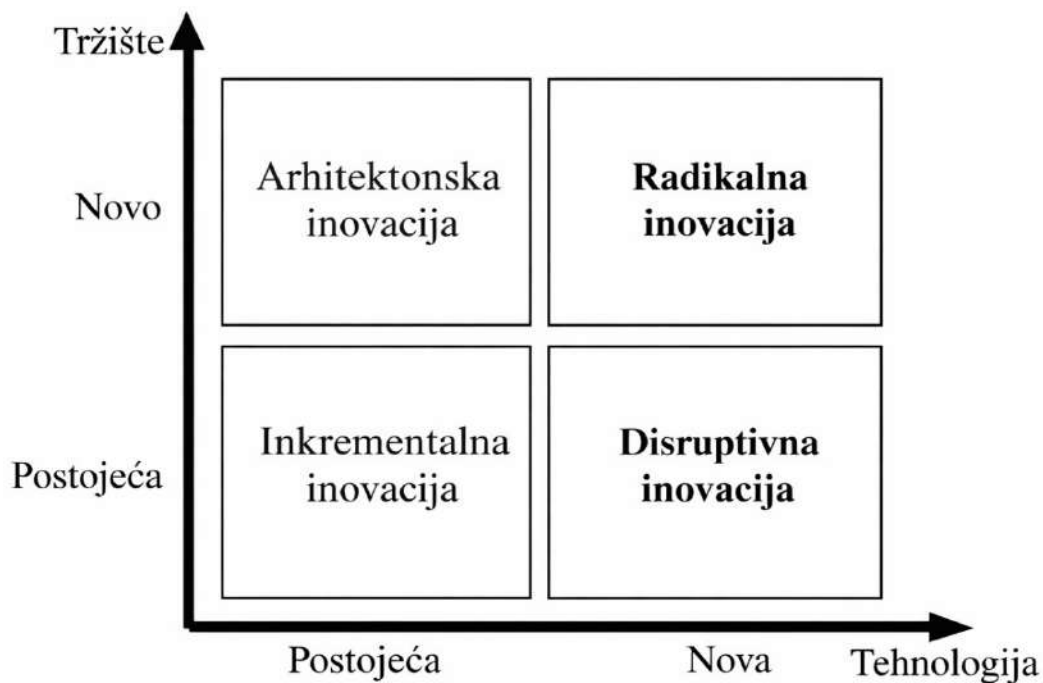 Tržište
Novo
Arhitektonska
inovacija
Radikalna
inovacija
Postojeća
Inkrementalna
inovacija
Disruptivna
inovacija
Postojeća
Nova
Tehnologija